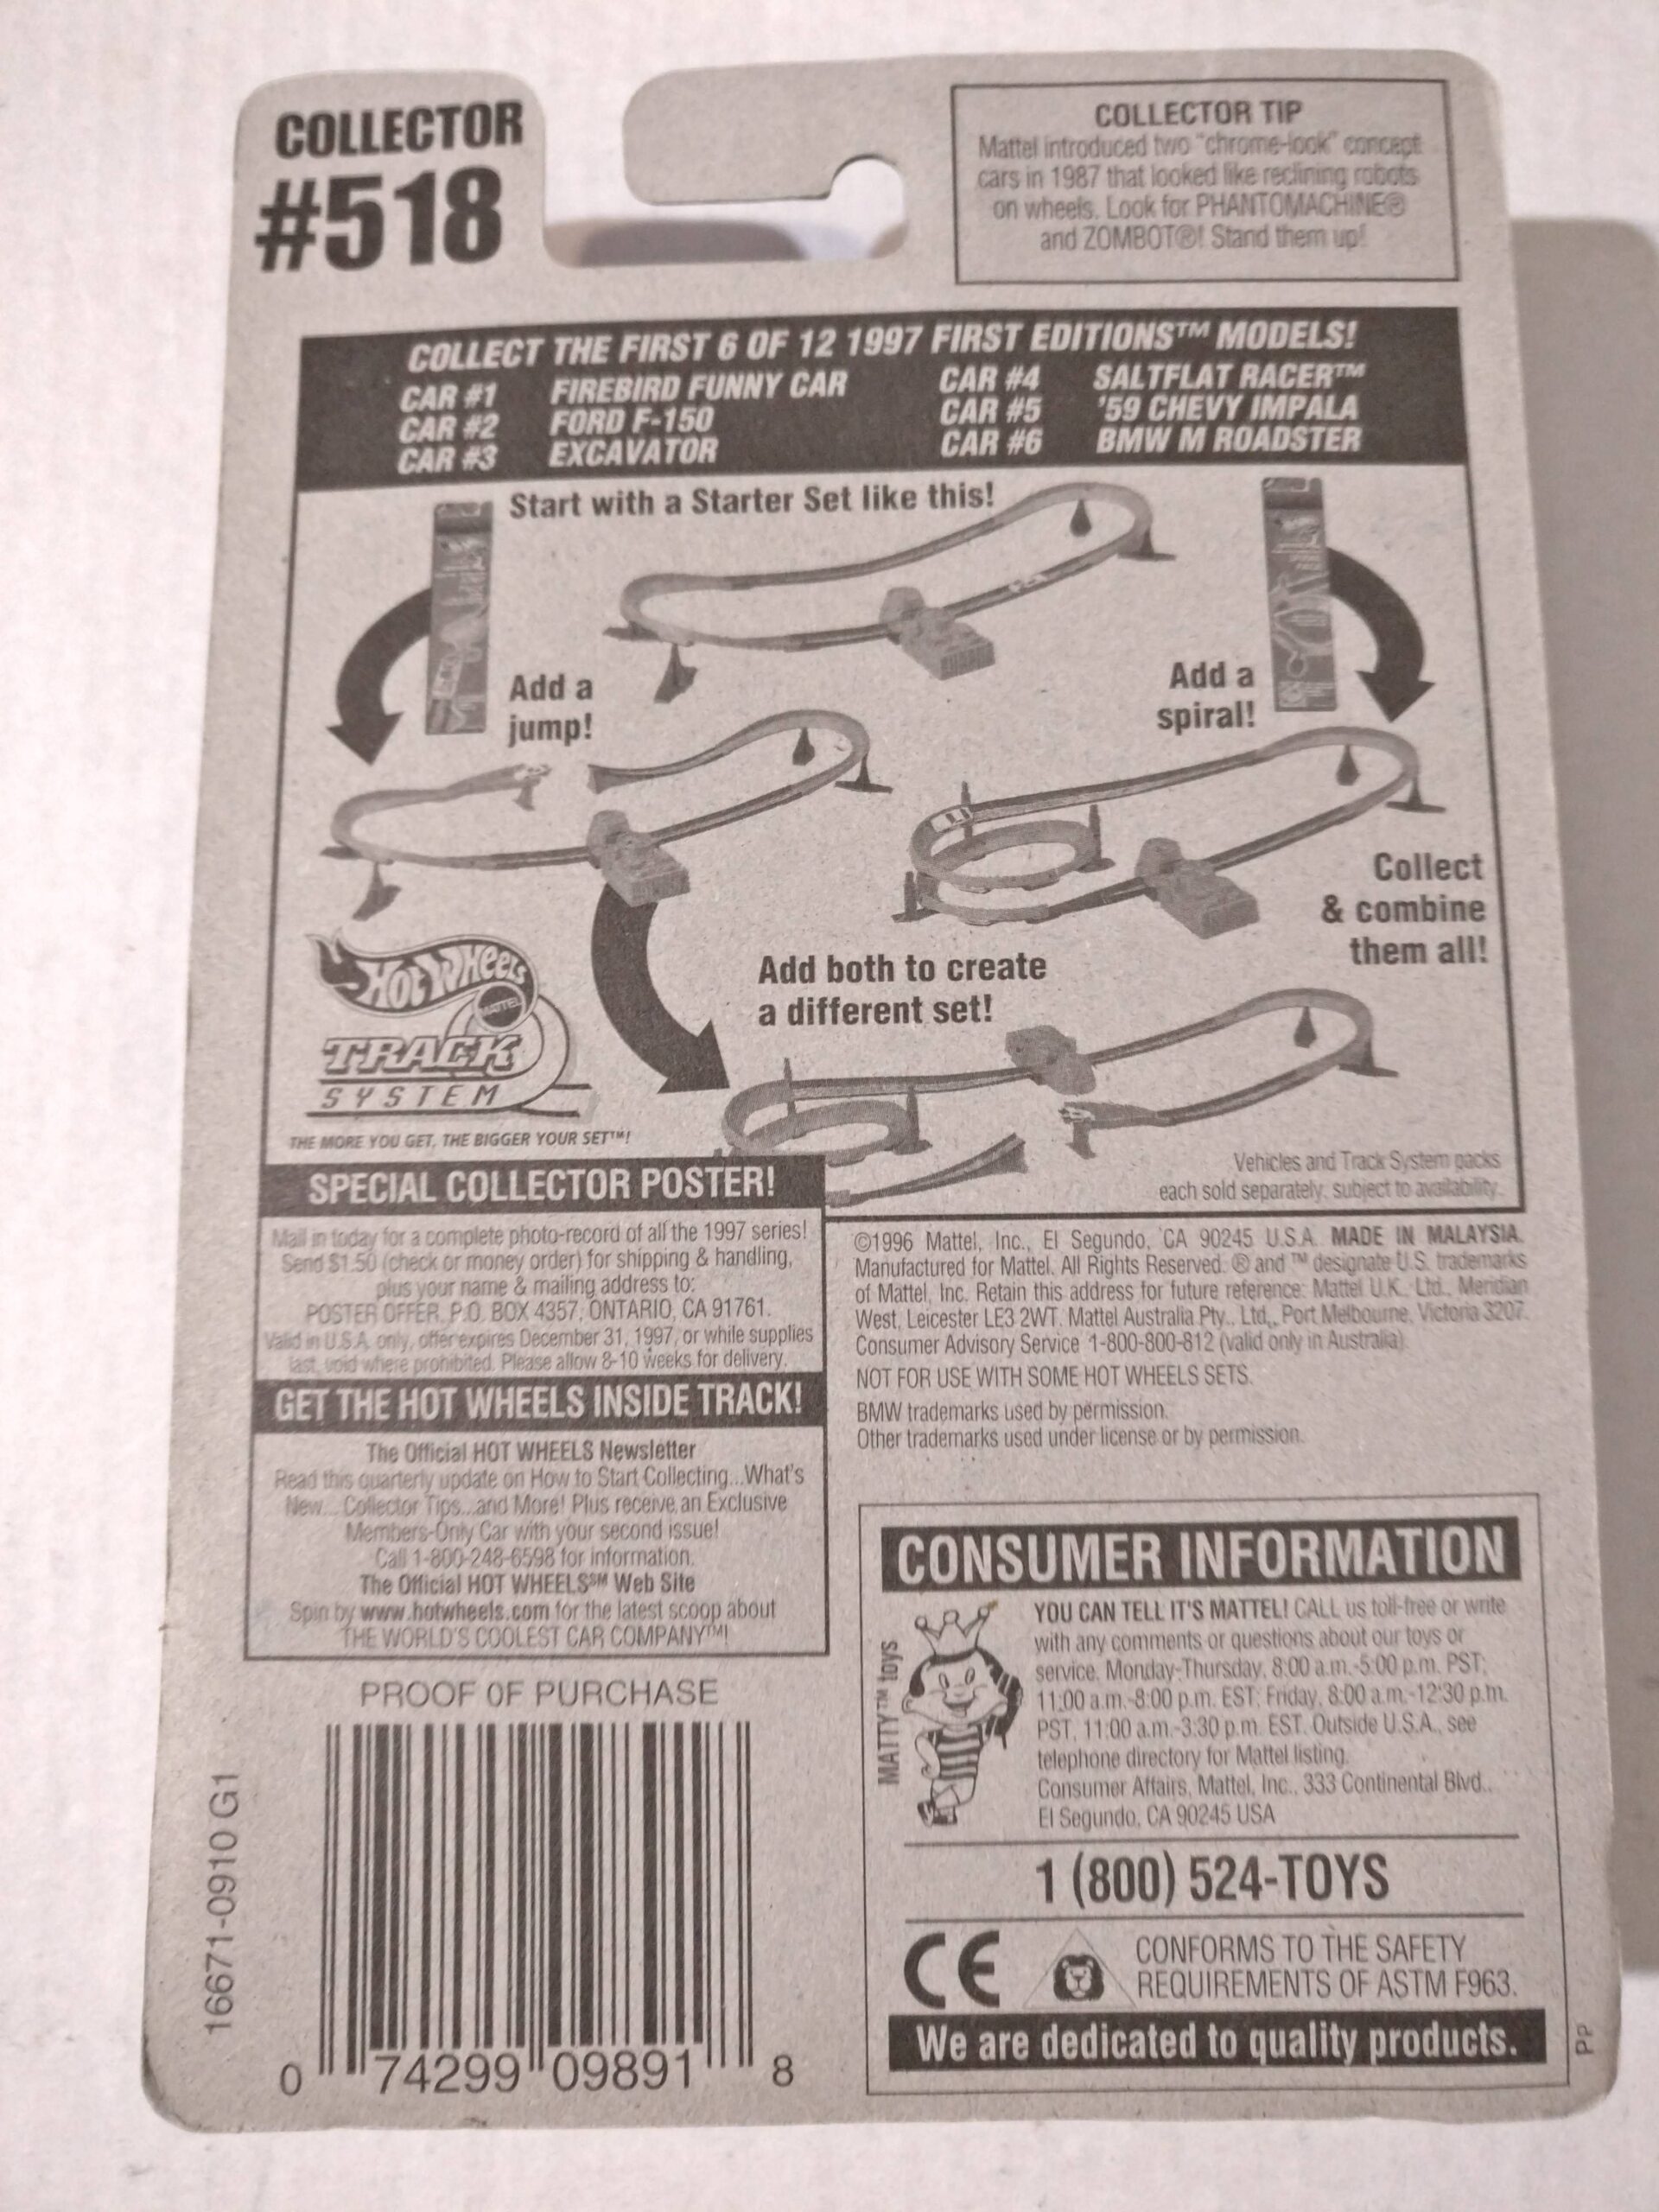 COLLECTOR
#518
COLLECTOR TIP
Mattel introduced two "chrome-look" concept
cars in 1987 that looked like reclining robots
on wheels. Look for PHANTOMACHINE®
and ZOMBOT®! Stand them up!
COLLECT THE FIRST 6 OF 12 1997 FIRST EDITIONS™ MODELS!
CAR #1 FIREBIRD FUNNY CAR
CAR #2 FORD F-150
CAR #3 EXCAVATOR
CAR #4 SALTFLAT RACER™
CAR #5 '59 CHEVY IMPALA
CAR #6 BMW M ROADSTER
Start with a Starter Set like this!
Add a
jump!
Add a
spiral!
Collect
& combine
them all!
Add both to create
a different set!
HOT WHEELS
MATTEL
TRACK
SYSTEM
THE MORE YOU GET, THE BIGGER YOUR SET™!
Vehicles and Track System packs
each sold separately, subject to availability.
SPECIAL COLLECTOR POSTER!
Mail in today for a complete photo-record of all the 1997 series!
Send $1.50 (check or money order) for shipping & handling,
plus your name & mailing address to:
POSTER OFFER, P.O. BOX 4357, ONTARIO, CA 91761.
Valid in U.S.A. only, offer expires December 31, 1997, or while supplies
last, void where prohibited. Please allow 8-10 weeks for delivery.
GET THE HOT WHEELS INSIDE TRACK!
The Official HOT WHEELS Newsletter
Read this quarterly update on How to Start Collecting...What's
New... Collector Tips...and More! Plus receive an Exclusive
Members-Only Car with your second issue!
Call 1-800-248-6598 for information.
The Official HOT WHEELS℠ Web Site
Spin by www.hotwheels.com for the latest scoop about
THE WORLD'S COOLEST CAR COMPANY™!
©1996 Mattel, Inc., El Segundo, CA 90245 U.S.A. MADE IN MALAYSIA.
Manufactured for Mattel. All Rights Reserved. ® and ™ designate U.S. trademarks
of Mattel, Inc. Retain this address for future reference: Mattel U.K. Ltd., Meridian
West, Leicester LE3 2WT. Mattel Australia Pty., Ltd., Port Melbourne, Victoria 3207.
Consumer Advisory Service 1-800-800-812 (valid only in Australia).
NOT FOR USE WITH SOME HOT WHEELS SETS.
BMW trademarks used by permission.
Other trademarks used under license or by permission.
CONSUMER INFORMATION
MATTY™ toys
YOU CAN TELL IT'S MATTEL! CALL us toll-free or write
with any comments or questions about our toys or
service. Monday-Thursday, 8:00 a.m.-5:00 p.m. PST;
11:00 a.m.-8:00 p.m. EST; Friday, 8:00 a.m.-12:30 p.m.
PST, 11:00 a.m.-3:30 p.m. EST. Outside U.S.A., see
telephone directory for Mattel listing.
Consumer Affairs, Mattel, Inc., 333 Continental Blvd.,
El Segundo, CA 90245 USA
1 (800) 524-TOYS
CE
CONFORMS TO THE SAFETY
REQUIREMENTS OF ASTM F963.
We are dedicated to quality products.
PP
PROOF OF PURCHASE
16671-0910 G1
0 74299 09891 8